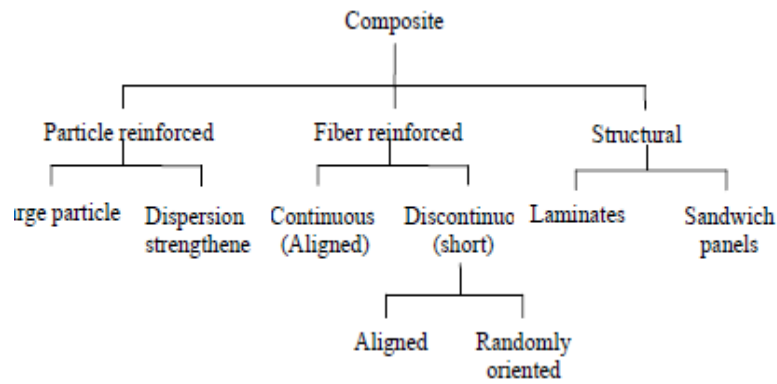 Composite
Particle reinforced
Fiber reinforced
Structural
arge particle
Dispersion
strengthene
Continuous
(Aligned)
Discontinuo
(short)
Laminates
Sandwich
panels
Aligned
Randomly
oriented